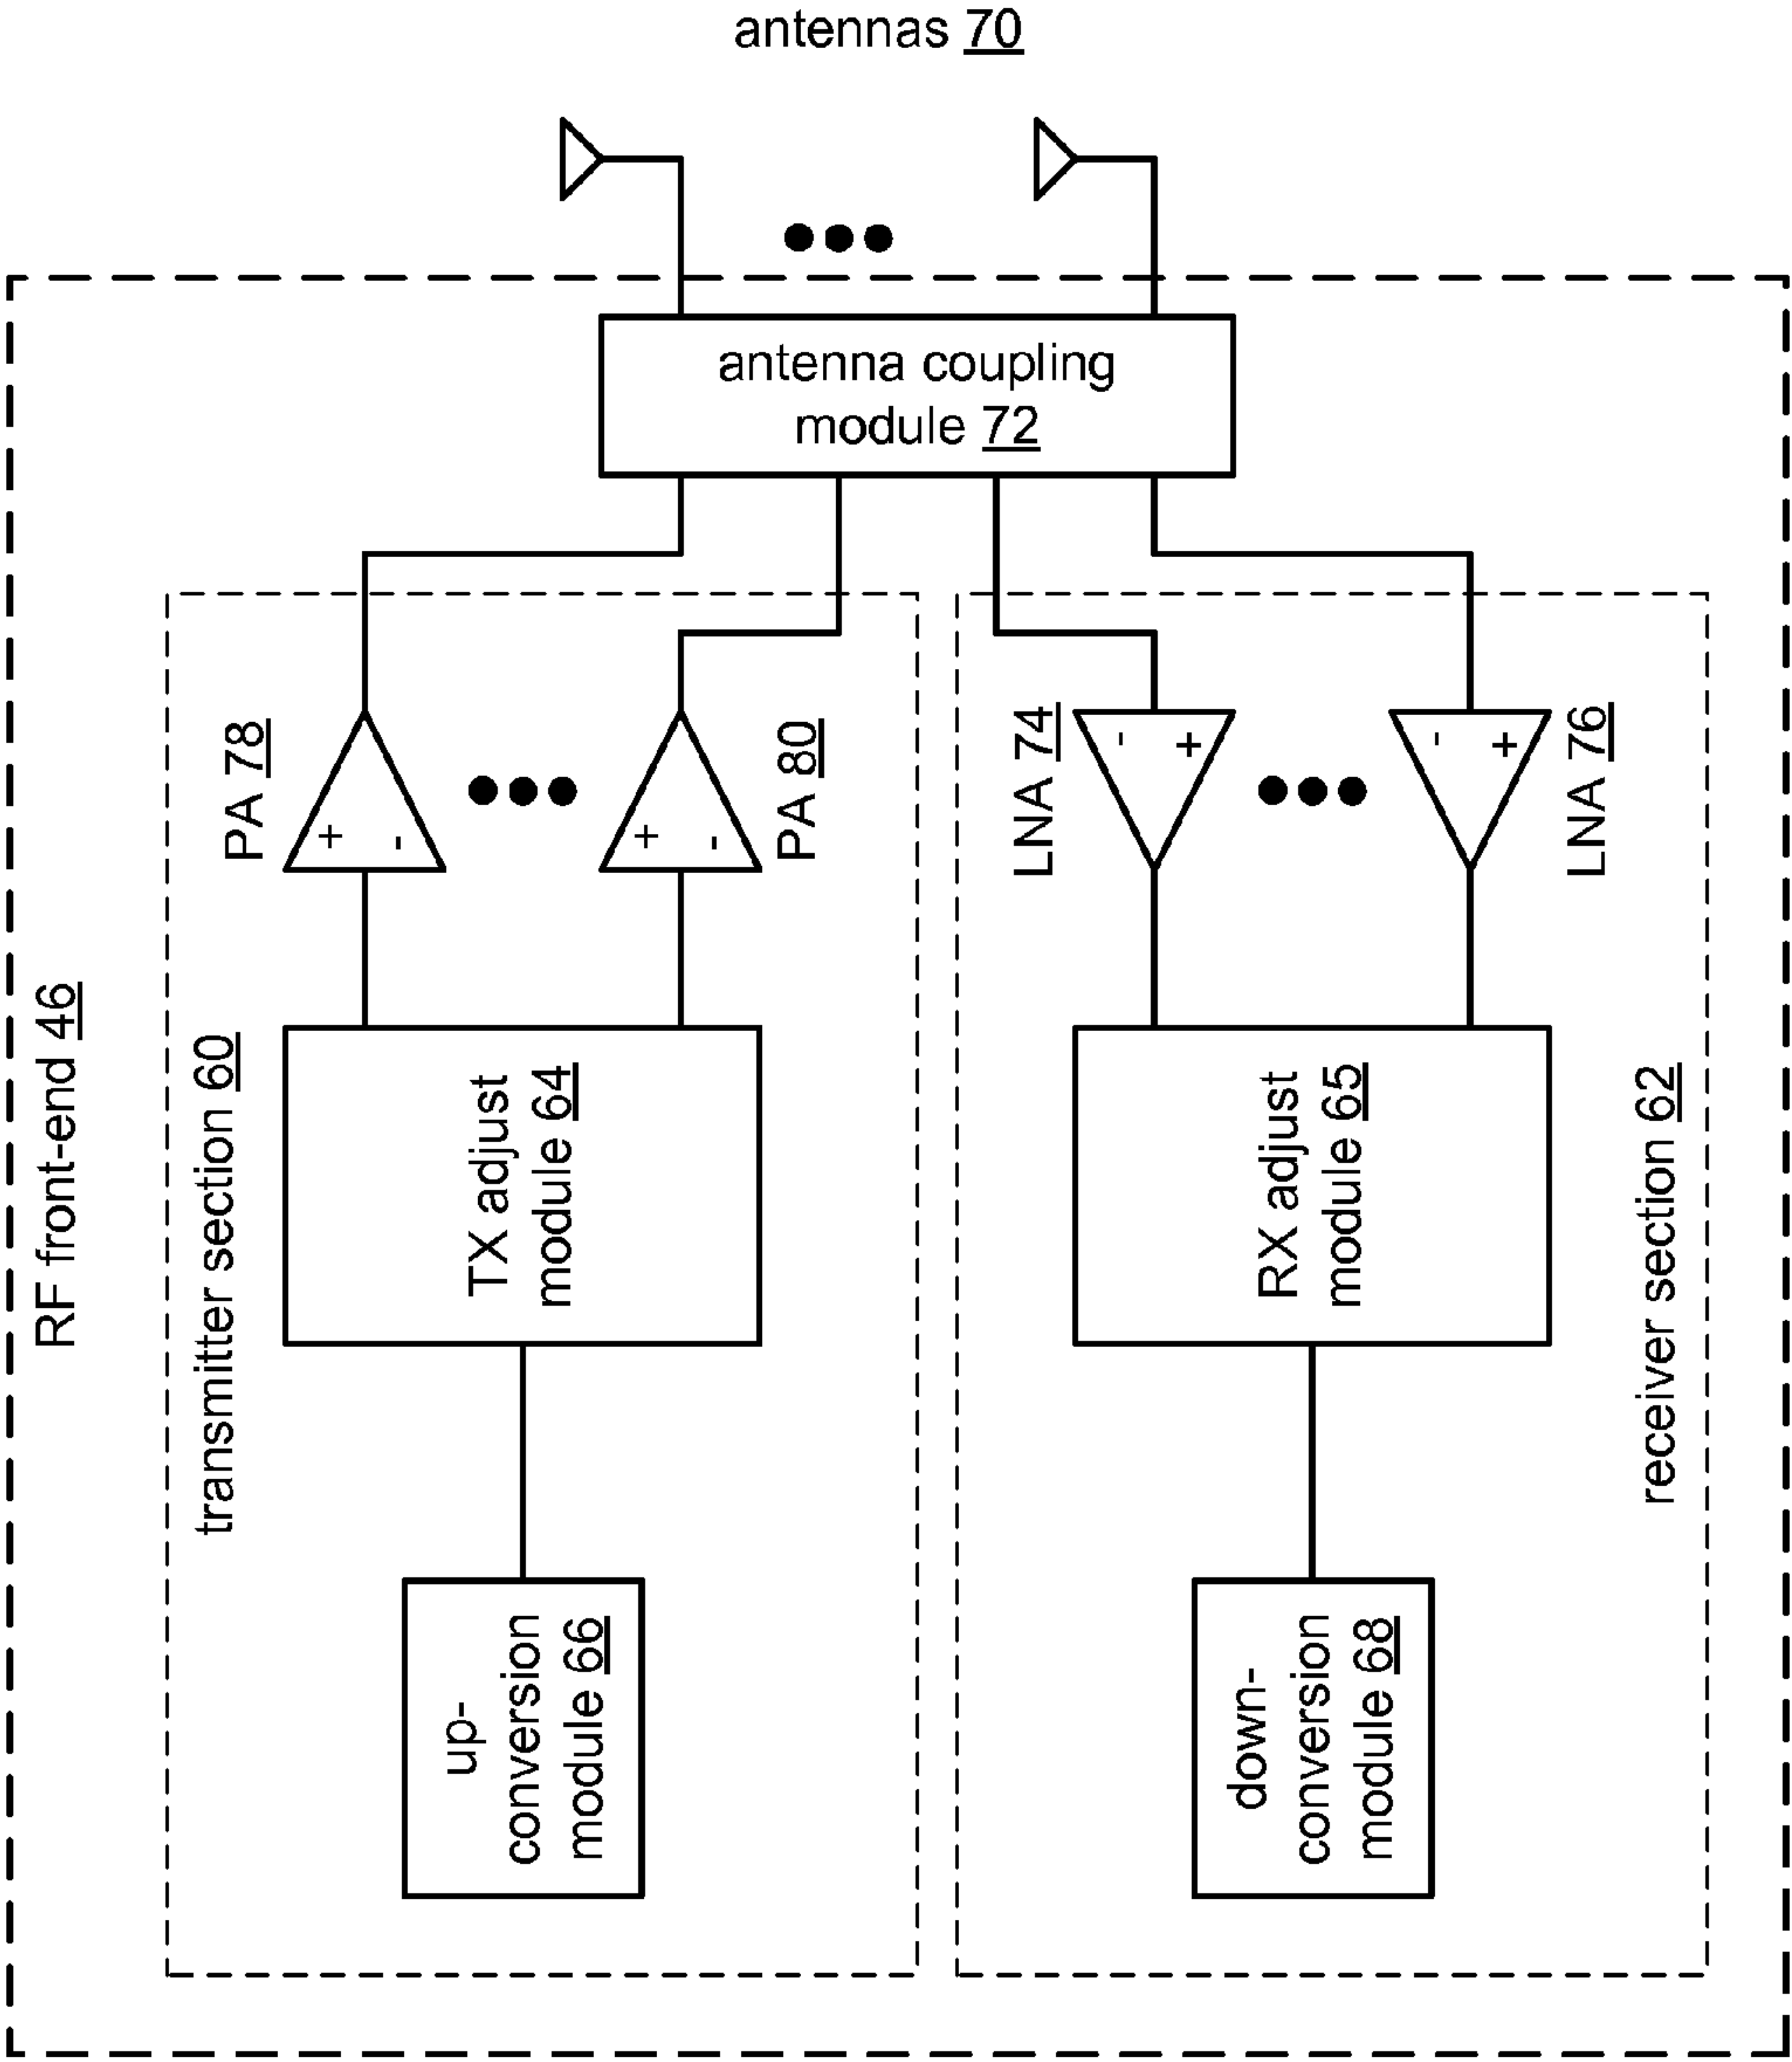 antennas 70
antenna coupling
module 72
RF front-end 46
transmitter section 60
PA 78
+
-
PA 80
+
-
LNA 74
-
+
LNA 76
-
+
TX adjust
module 64
RX adjust
module 65
receiver section 62
up-
conversion
module 66
down-
conversion
module 68